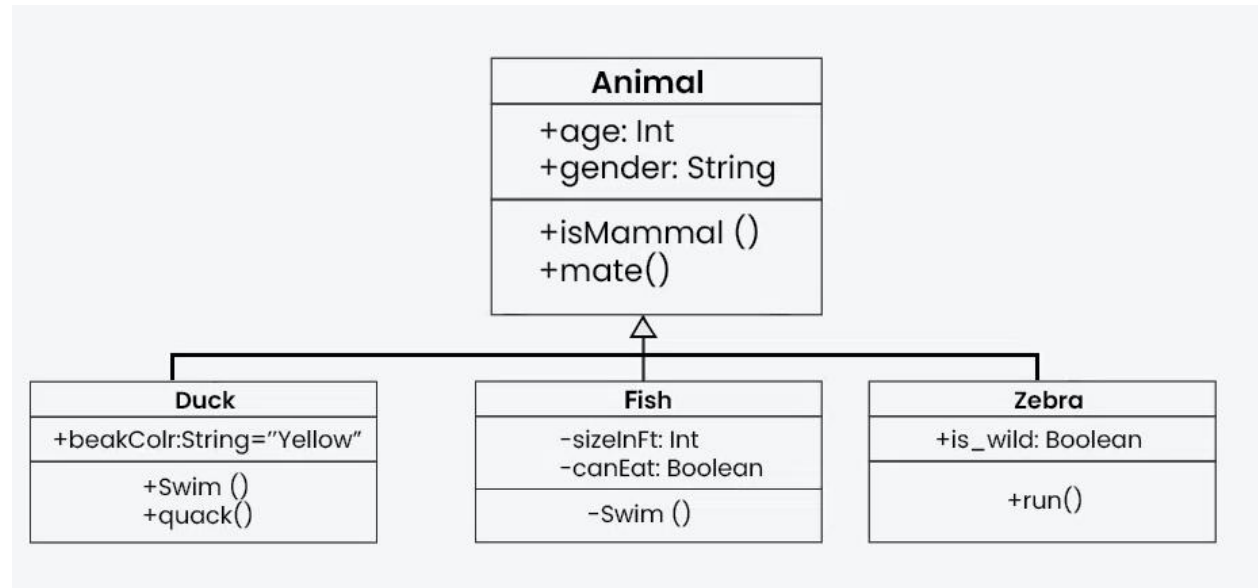 Animal
+age: Int
+gender: String
+isMammal ()
+mate()
Duck
+beakColr:String=”Yellow”
+Swim ()
+quack()
Fish
-sizeInFt: Int
-canEat: Boolean
-Swim ()
Zebra
+is_wild: Boolean
+run()